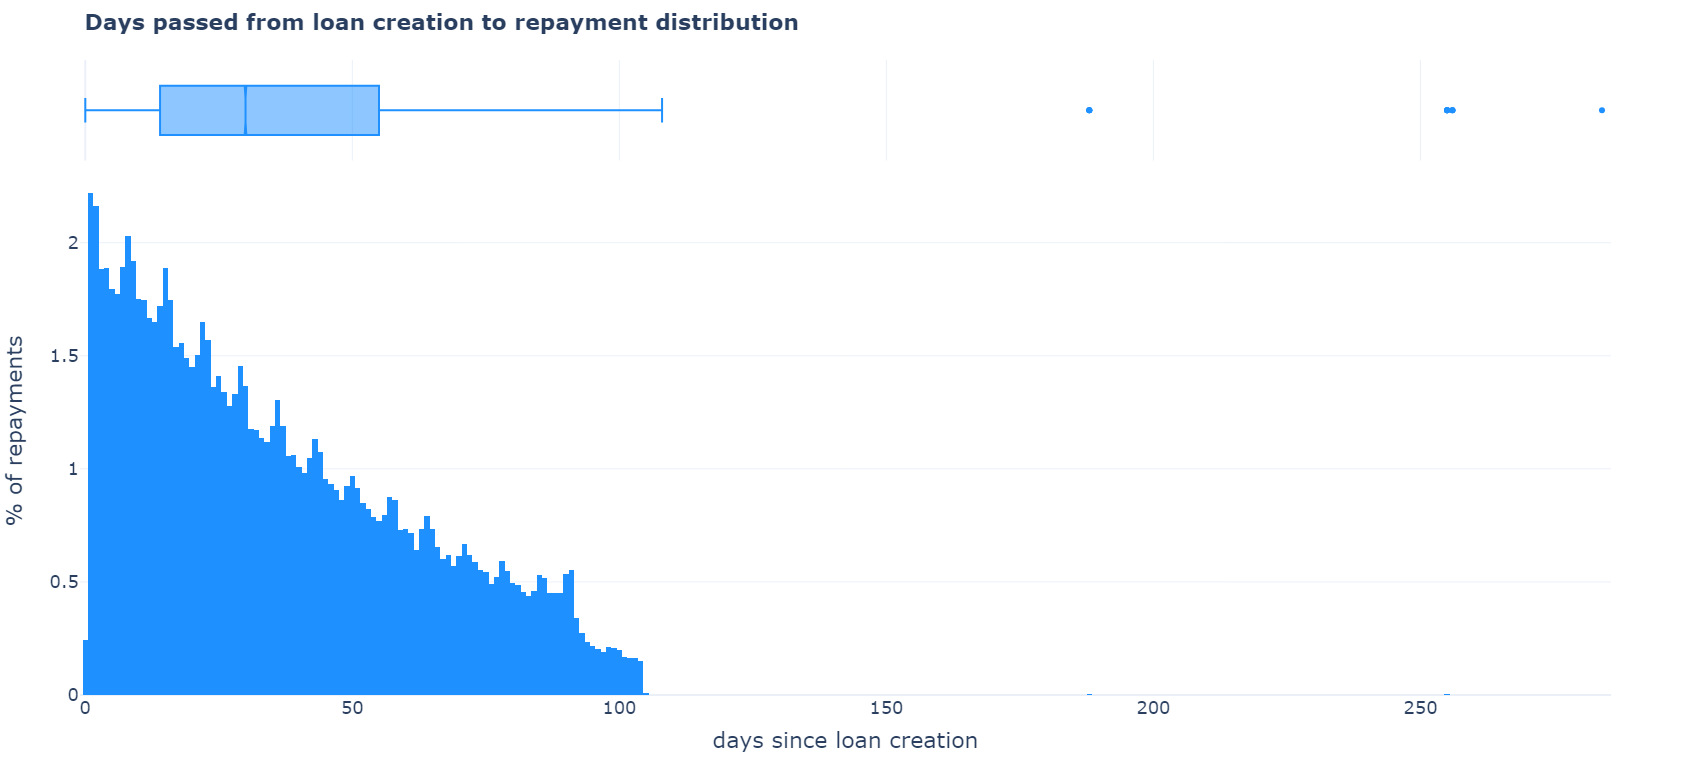 Days passed from loan creation to repayment distribution
2
1.5
1
0.5
0
% of repayments
0 50 100 150 200 250
days since loan creation